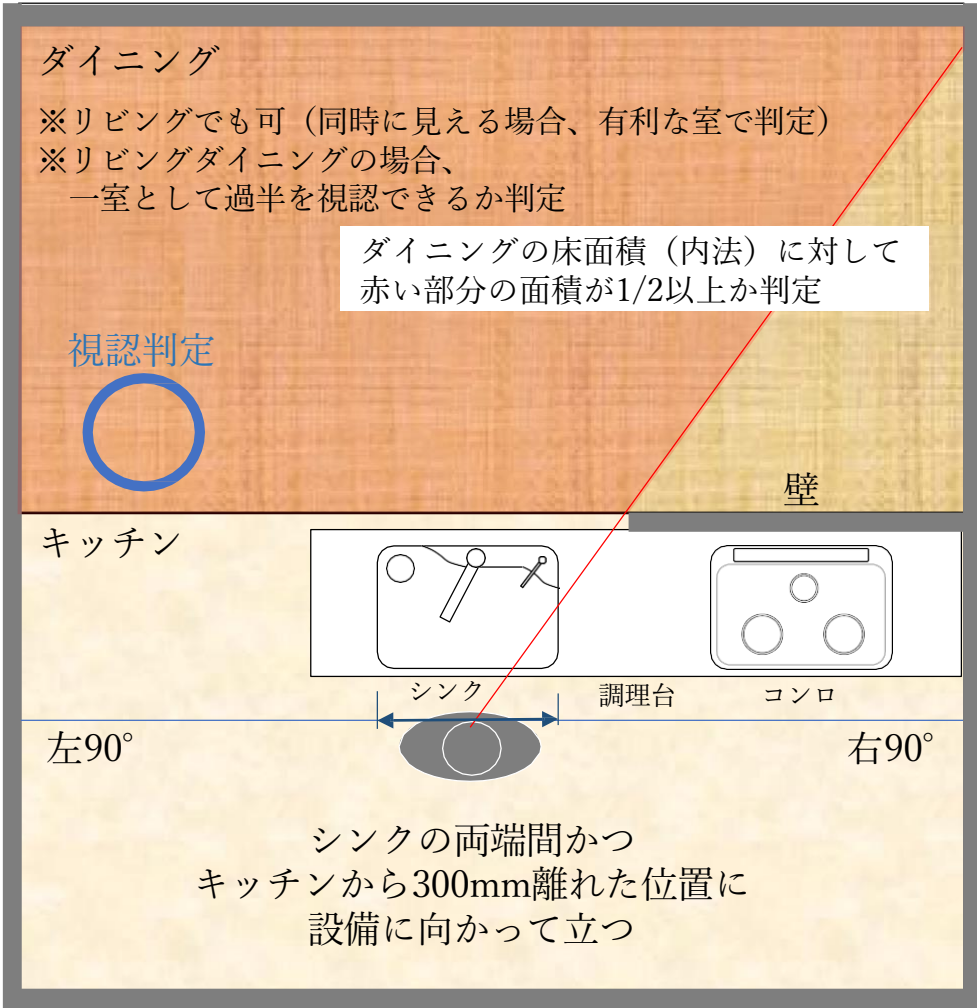 ダイニング
※リビングでも可（同時に見える場合、有利な室で判定）
※リビングダイニングの場合、
一室として過半を視認できるか判定
ダイニングの床面積（内法）に対して
赤い部分の面積が1/2以上か判定
視認判定
壁
キッチン
シンク
調理台
コンロ
左90°
右90°
シンクの両端間かつ
キッチンから300mm離れた位置に
設備に向かって立つ